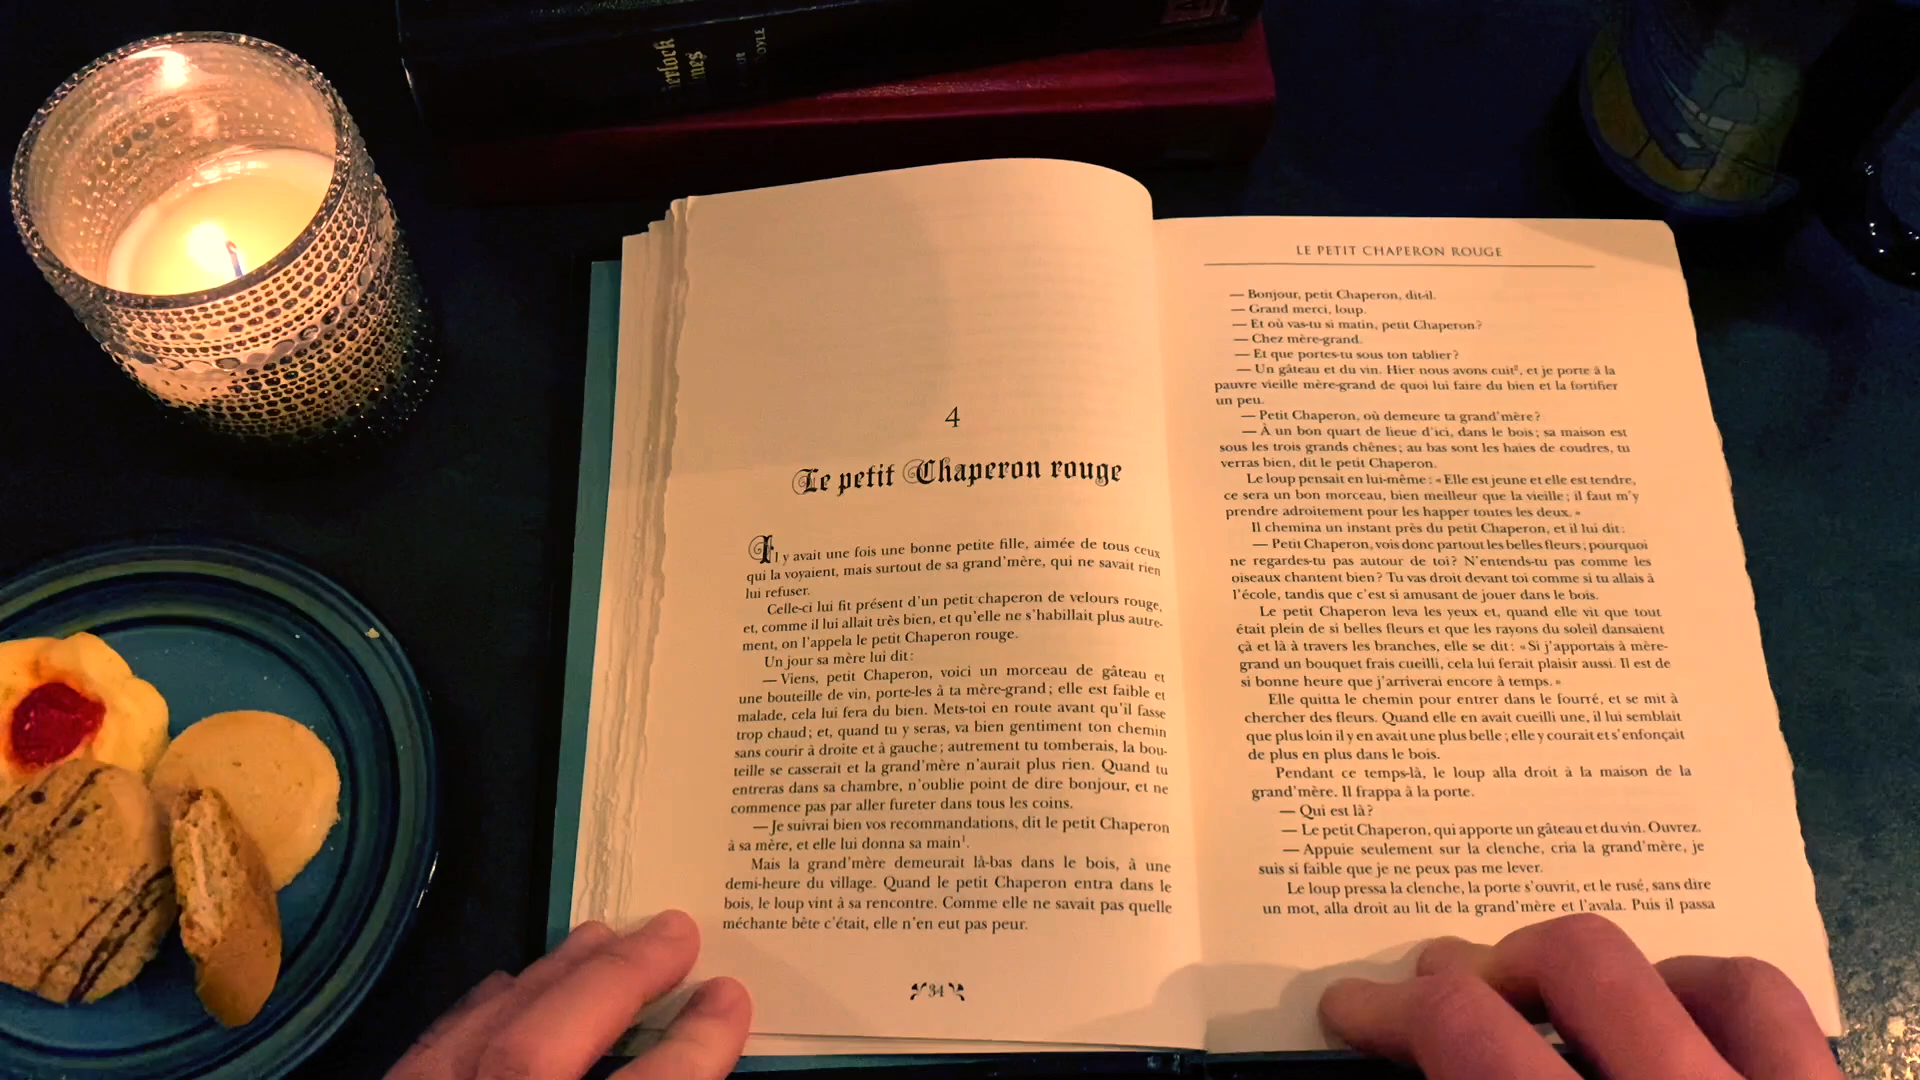 4
Le petit Chaperon rouge
Il y avait une fois une bonne petite fille, aimée de tous ceux
qui la voyaient, mais surtout de sa grand'mère, qui ne savait rien
lui refuser.
Celle-ci lui fit présent d'un petit chaperon de velours rouge,
et, comme il lui allait très bien, et qu'elle ne s'habillait plus autre-
ment, on l'appela le petit Chaperon rouge.
Un jour sa mère lui dit :
— Viens, petit Chaperon, voici un morceau de gâteau et
une bouteille de vin, porte-les à ta mère-grand ; elle est faible et
malade, cela lui fera du bien. Mets-toi en route avant qu'il fasse
trop chaud ; et, quand tu y seras, va bien gentiment ton chemin
sans courir à droite et à gauche ; autrement tu tomberais, la bou-
teille se casserait et la grand'mère n'aurait plus rien. Quand tu
entreras dans sa chambre, n'oublie point de dire bonjour, et ne
commence pas par aller fureter dans tous les coins.
— Je suivrai bien vos recommandations, dit le petit Chaperon
à sa mère, et elle lui donna sa main¹.
Mais la grand'mère demeurait là-bas dans le bois, à une
demi-heure du village. Quand le petit Chaperon entra dans le
bois, le loup vint à sa rencontre. Comme elle ne savait pas quelle
méchante bête c'était, elle n'en eut pas peur.
34
LE PETIT CHAPERON ROUGE
— Bonjour, petit Chaperon, dit-il.
— Grand merci, loup.
— Et où vas-tu si matin, petit Chaperon ?
— Chez mère-grand.
— Et que portes-tu sous ton tablier ?
— Un gâteau et du vin. Hier nous avons cuit², et je porte à la
pauvre vieille mère-grand de quoi lui faire du bien et la fortifier
un peu.
— Petit Chaperon, où demeure ta grand'mère ?
— À un bon quart de lieue d'ici, dans le bois ; sa maison est
sous les trois grands chênes ; au bas sont les haies de coudres, tu
verras bien, dit le petit Chaperon.
Le loup pensait en lui-même : « Elle est jeune et elle est tendre,
ce sera un bon morceau, bien meilleur que la vieille ; il faut m'y
prendre adroitement pour les happer toutes les deux. »
Il chemina un instant près du petit Chaperon, et il lui dit :
— Petit Chaperon, vois donc partout les belles fleurs ; pourquoi
ne regardes-tu pas autour de toi ? N'entends-tu pas comme les
oiseaux chantent bien ? Tu vas droit devant toi comme si tu allais à
l'école, tandis que c'est si amusant de jouer dans le bois.
Le petit Chaperon leva les yeux et, quand elle vit que tout
était plein de si belles fleurs et que les rayons du soleil dansaient
çà et là à travers les branches, elle se dit : « Si j'apportais à mère-
grand un bouquet frais cueilli, cela lui ferait plaisir aussi. Il est de
si bonne heure que j'arriverai encore à temps. »
Elle quitta le chemin pour entrer dans le fourré, et se mit à
chercher des fleurs. Quand elle en avait cueilli une, il lui semblait
que plus loin il y en avait une plus belle ; elle y courait et s'enfonçait
de plus en plus dans le bois.
Pendant ce temps-là, le loup alla droit à la maison de la
grand'mère. Il frappa à la porte.
— Qui est là ?
— Le petit Chaperon, qui apporte un gâteau et du vin. Ouvrez.
— Appuie seulement sur la clenche, cria la grand'mère, je
suis si faible que je ne peux pas me lever.
Le loup pressa la clenche, la porte s'ouvrit, et le rusé, sans dire
un mot, alla droit au lit de la grand'mère et l'avala. Puis il passa